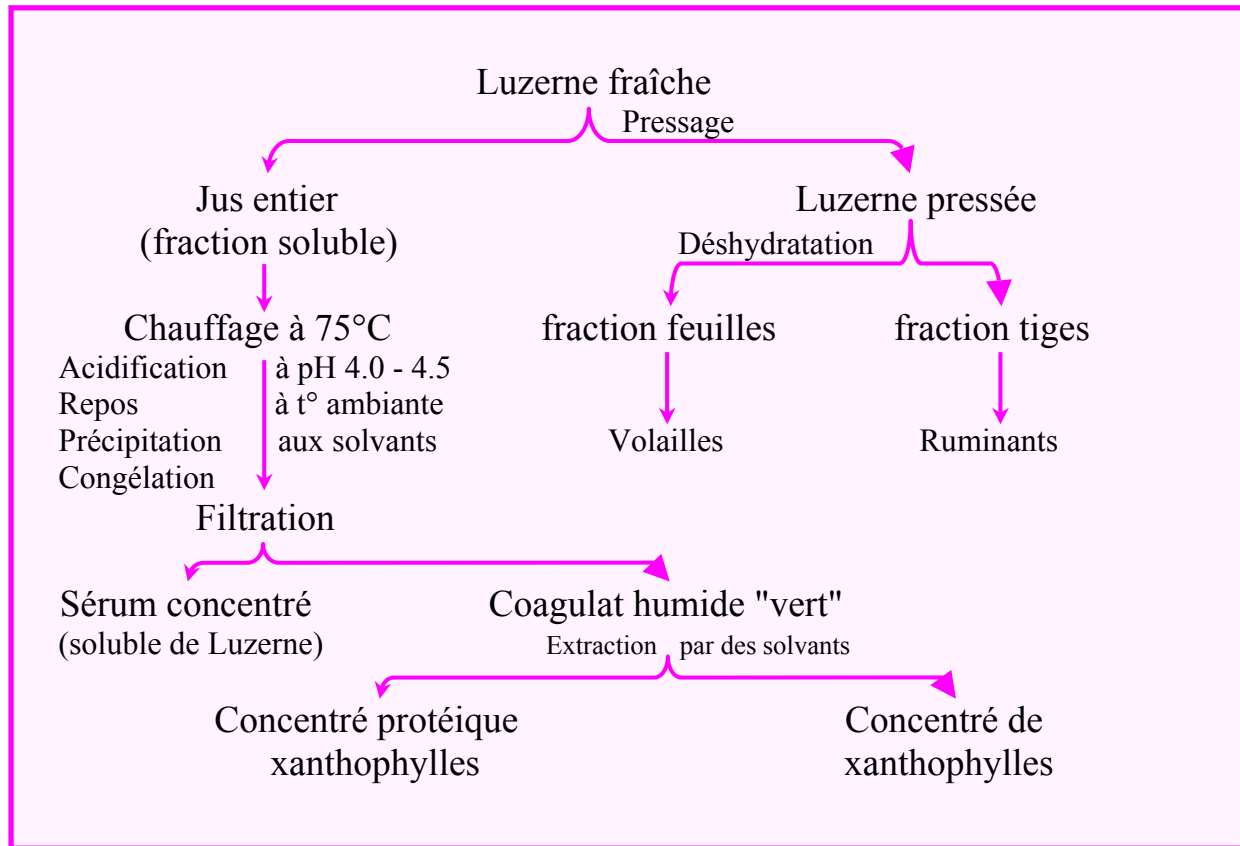 Luzerne fraîche
Pressage
Jus entier
(fraction soluble)
Luzerne pressée
Déshydratation
Chauffage à 75°C
fraction feuilles
fraction tiges
Acidification à pH 4.0 - 4.5
Repos à t° ambiante
Précipitation aux solvants
Congélation
Volailles
Ruminants
Filtration
Sérum concentré
(soluble de Luzerne)
Coagulat humide "vert"
Extraction par des solvants
Concentré protéique
xanthophylles
Concentré de
xanthophylles